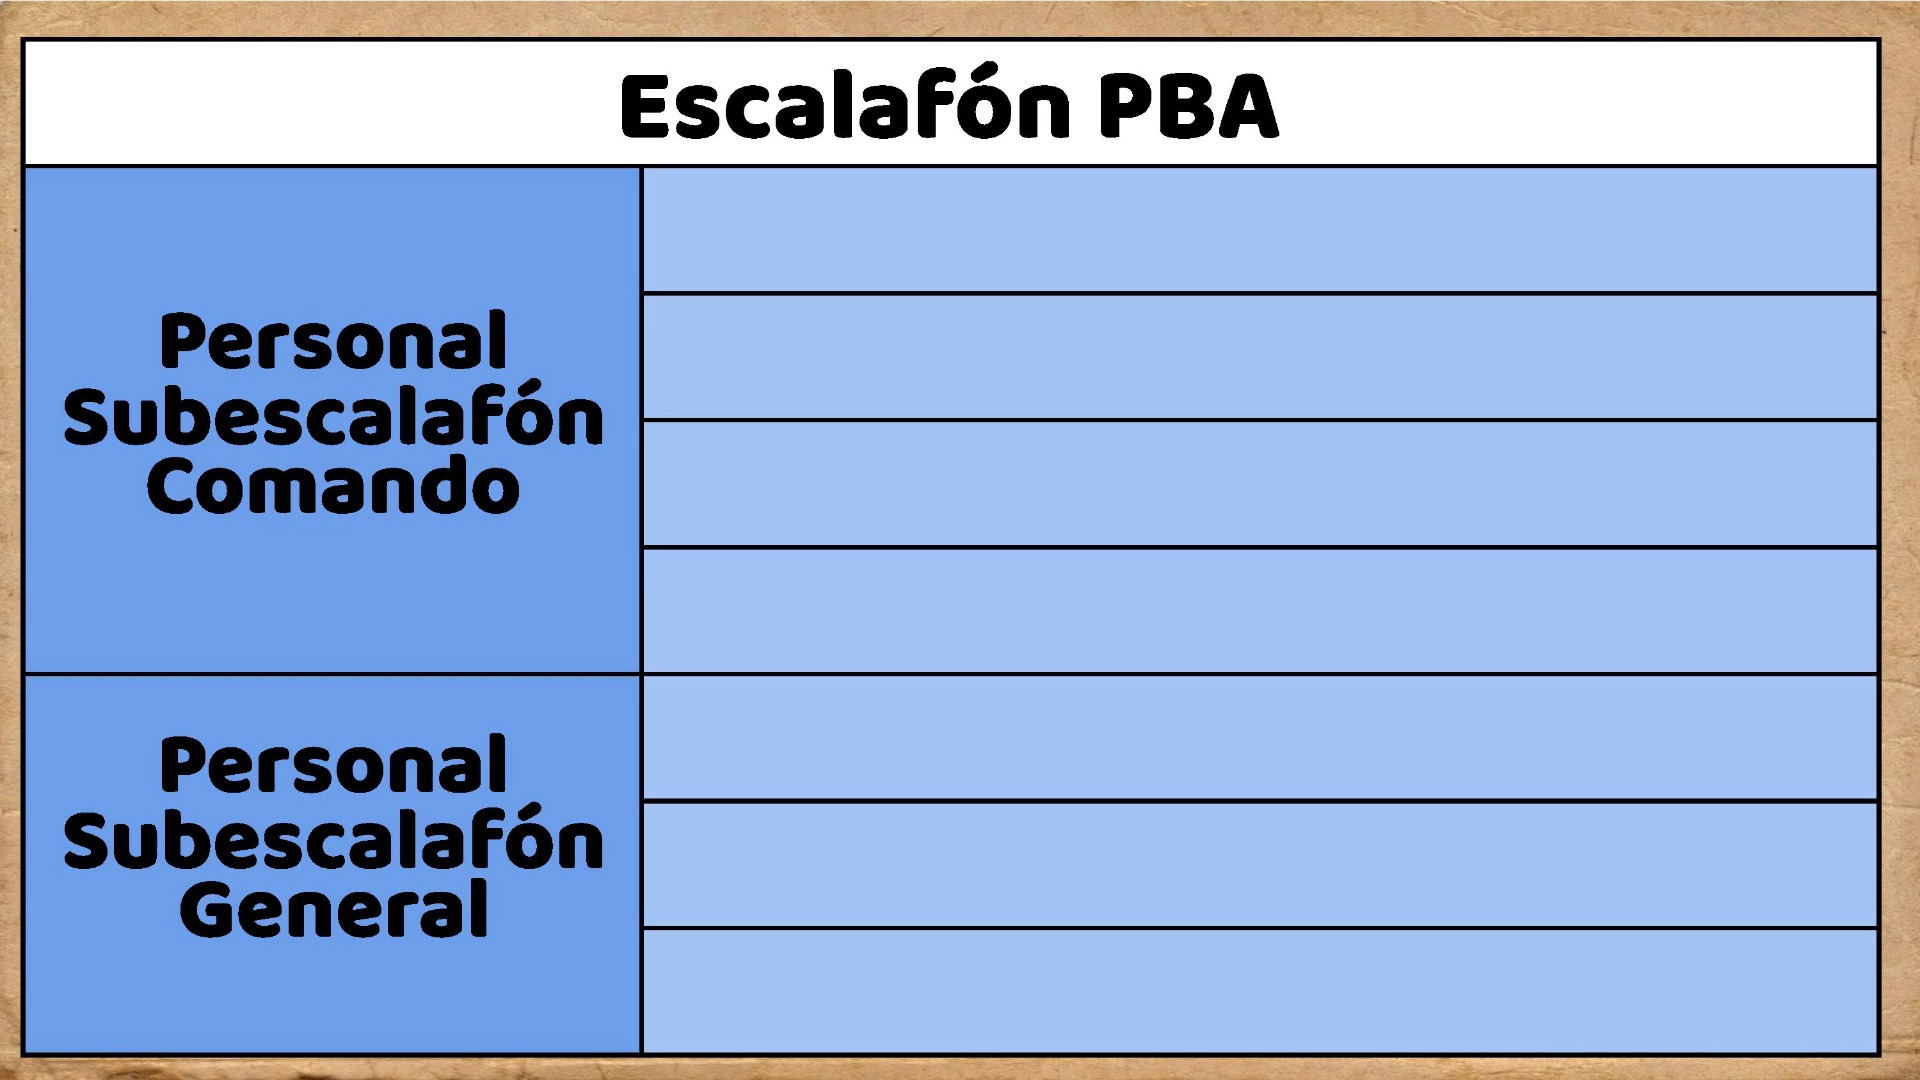 Escalafón PBA
Personal
Subescalafón
Comando
Personal
Subescalafón
General